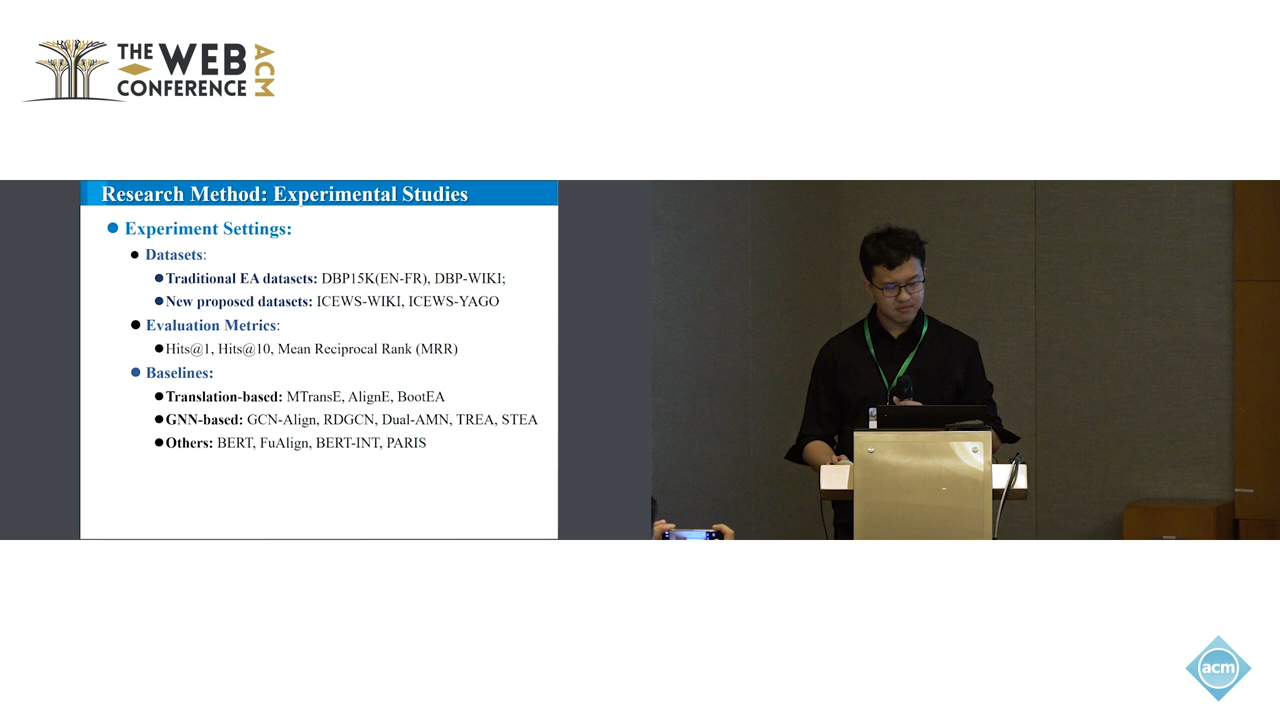 THE WEB
CONFERENCE
ACM
Research Method: Experimental Studies
Experiment Settings:
Datasets:
Traditional EA datasets: DBP15K(EN-FR), DBP-WIKI;
New proposed datasets: ICEWS-WIKI, ICEWS-YAGO
Evaluation Metrics:
Hits@1, Hits@10, Mean Reciprocal Rank (MRR)
Baselines:
Translation-based: MTransE, AlignE, BootEA
GNN-based: GCN-Align, RDGCN, Dual-AMN, TREA, STEA
Others: BERT, FuAlign, BERT-INT, PARIS
acm